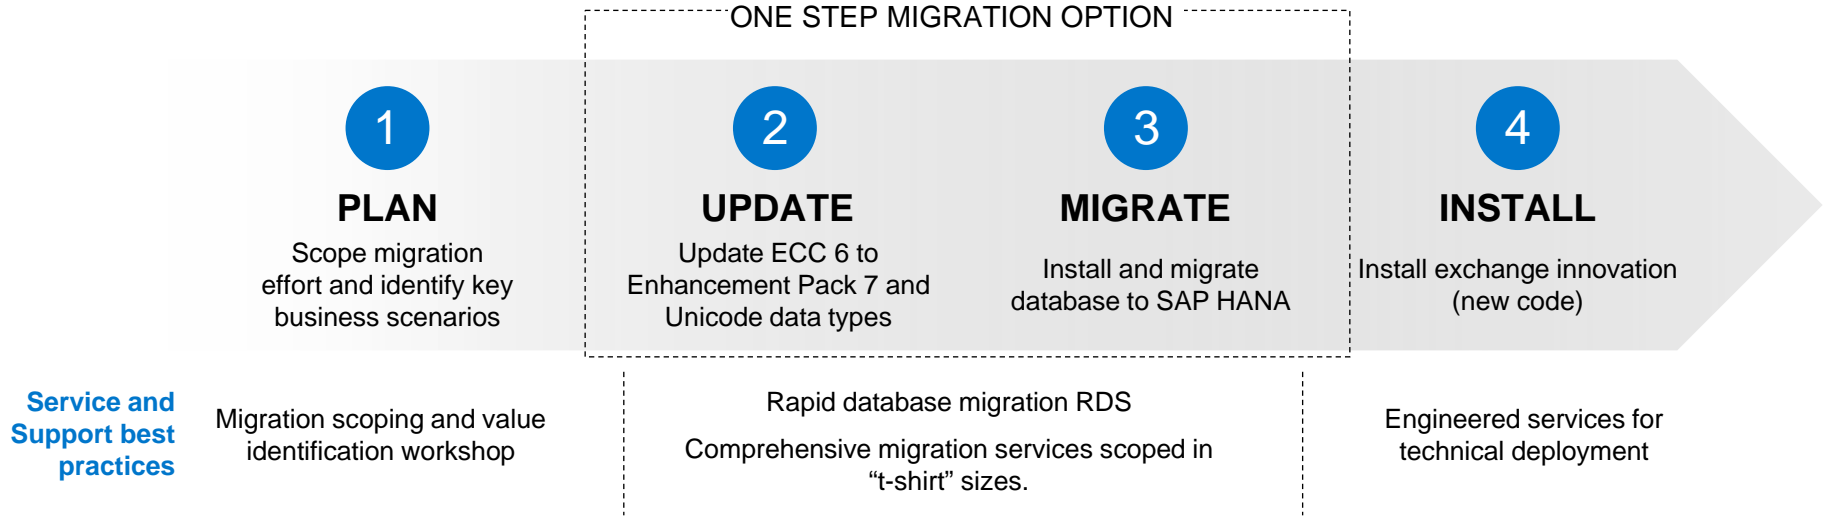 ONE STEP MIGRATION OPTION
1
PLAN
Scope migration
effort and identify key
business scenarios
2
UPDATE
Update ECC 6 to
Enhancement Pack 7 and
Unicode data types
3
MIGRATE
Install and migrate
database to SAP HANA
4
INSTALL
Install exchange innovation
(new code)
Service and
Support best
practices
Migration scoping and value
identification workshop
Rapid database migration RDS
Comprehensive migration services scoped in
“t-shirt” sizes.
Engineered services for
technical deployment